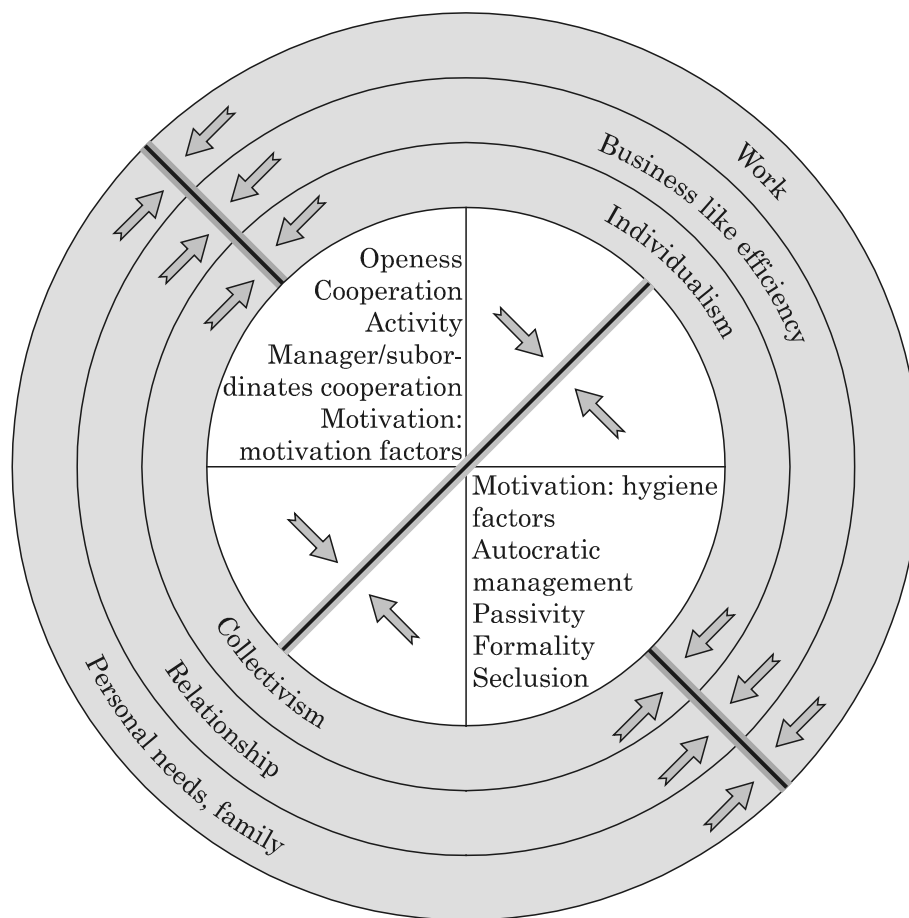 Work
Business like efficiency
Individualism
Openess
Cooperation
Activity
Manager/subor-
dinates cooperation
Motivation:
motivation factors
Motivation: hygiene
factors
Autocratic
management
Passivity
Formality
Seclusion
Collectivism
Relationship
Personal needs, family